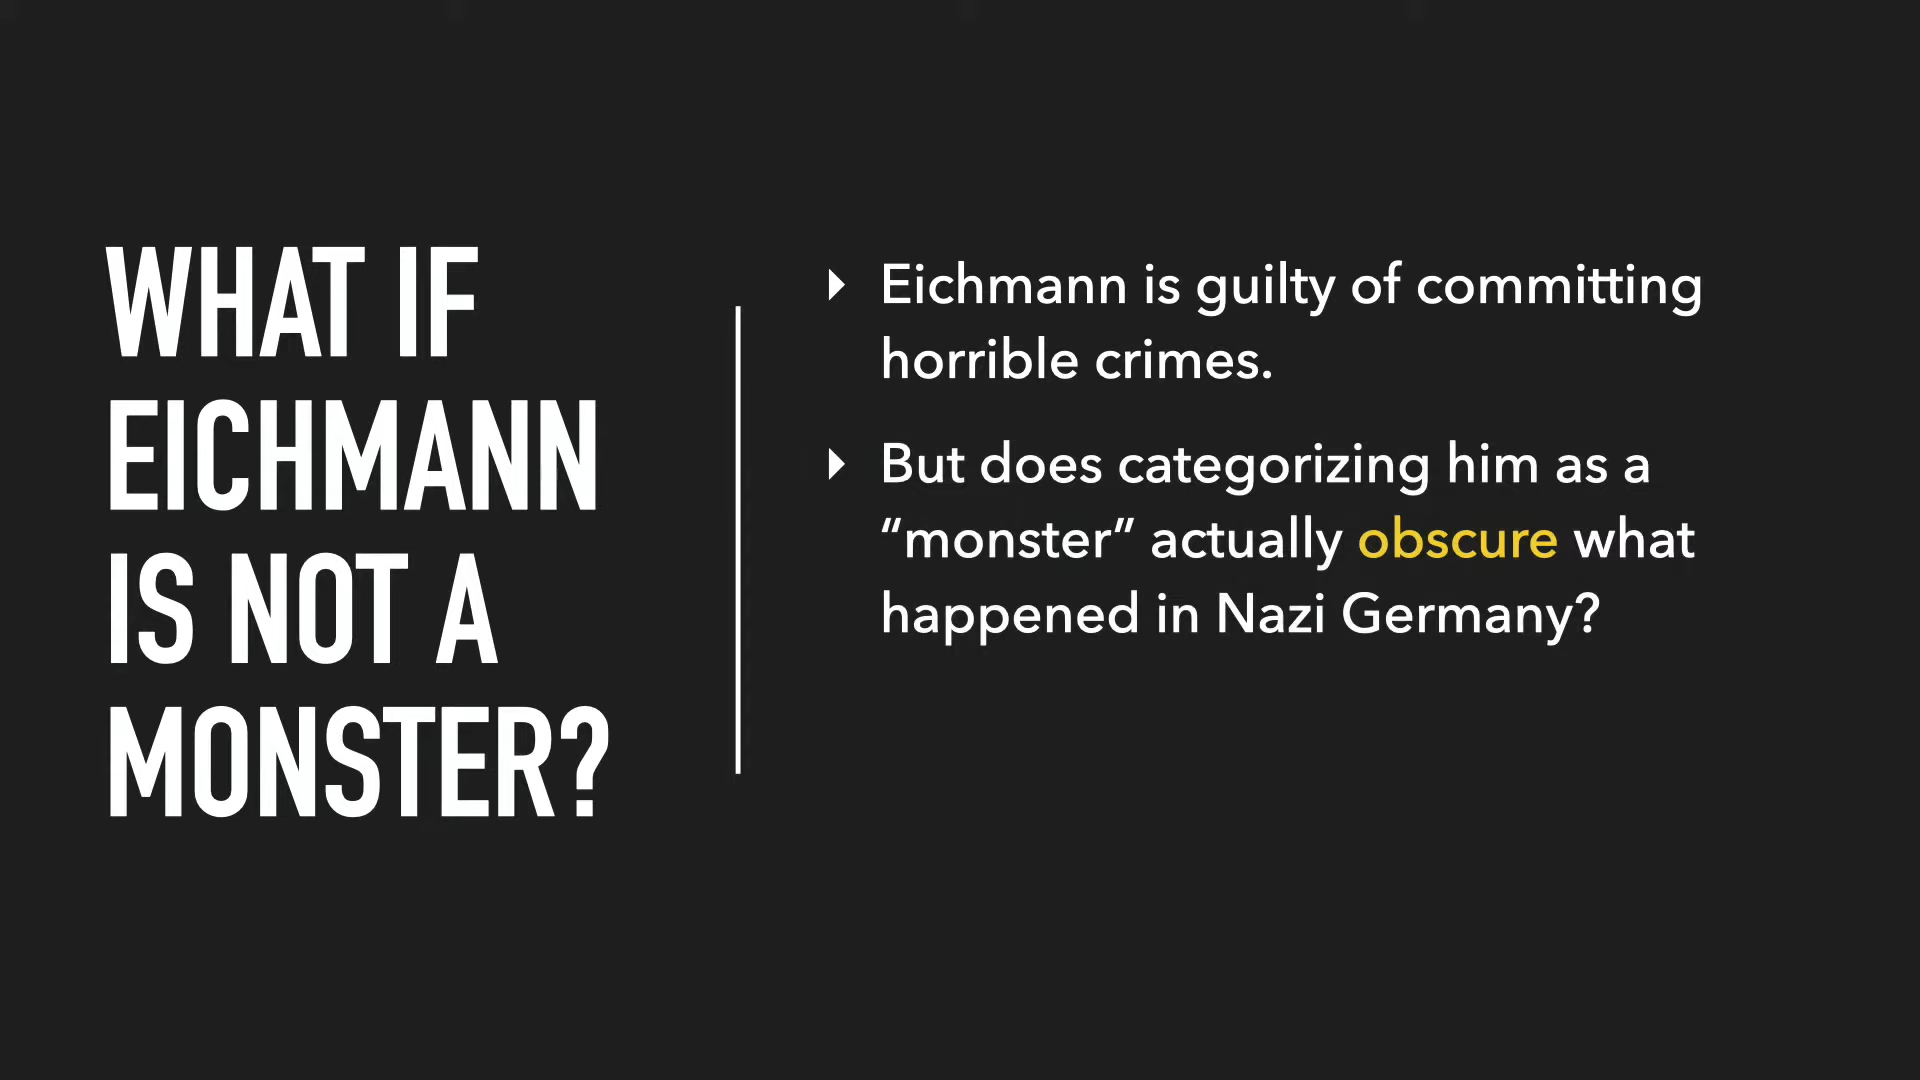 WHAT IF
EICHMANN
IS NOT A
MONSTER?
‣ Eichmann is guilty of committing
horrible crimes.
‣ But does categorizing him as a
“monster” actually obscure what
happened in Nazi Germany?